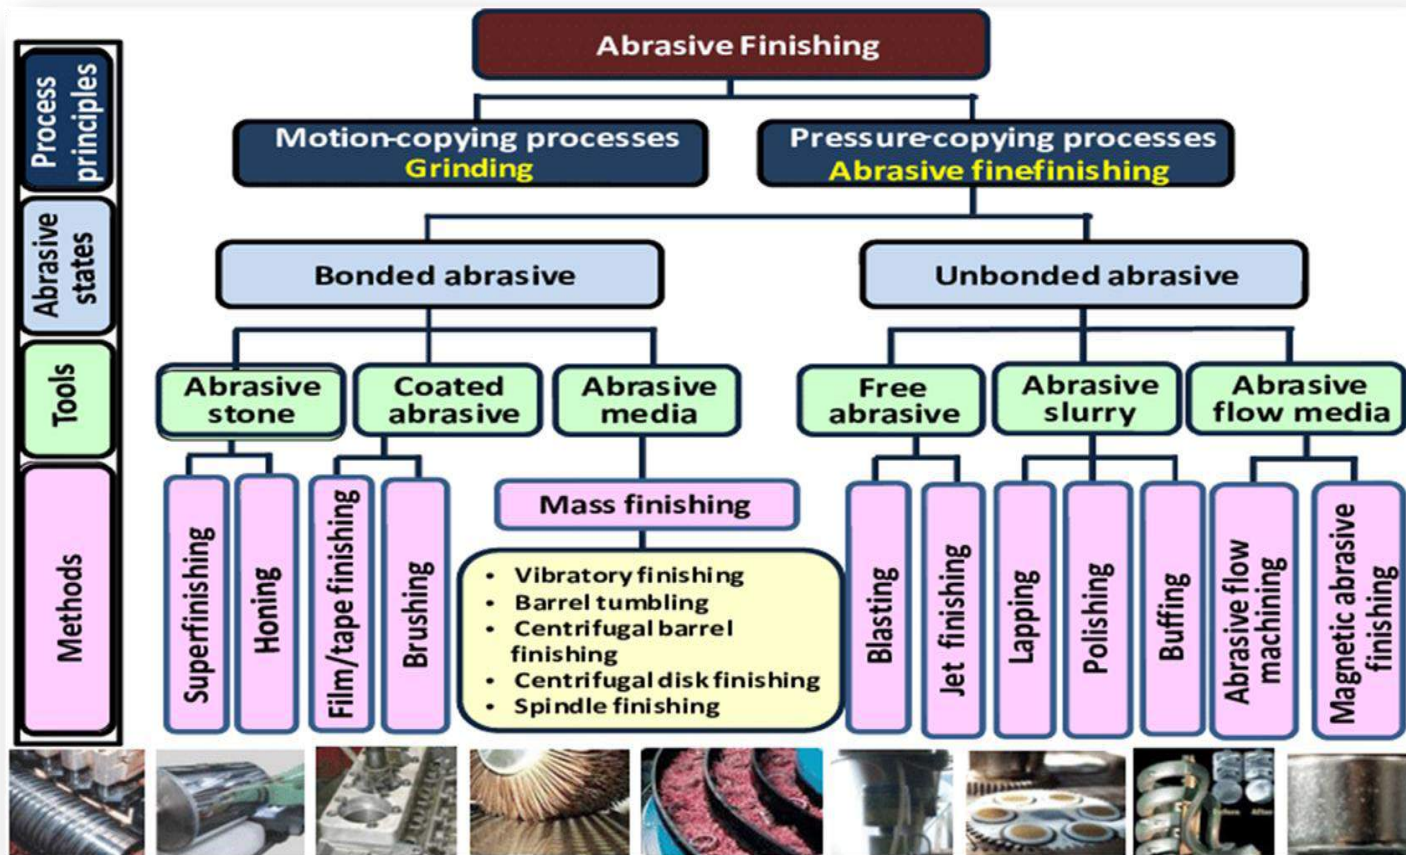 Abrasive Finishing
Process
principles
Motion-copying processes
Grinding
Pressure-copying processes
Abrasive finefinishing
Abrasive
states
Bonded abrasive
Unbonded abrasive
Tools
Abrasive
stone
Coated
abrasive
Abrasive
media
Free
abrasive
Abrasive
slurry
Abrasive
flow media
Methods
Superfinishing
Honing
Film/tape finishing
Brushing
Mass finishing
• Vibratory finishing
• Barrel tumbling
• Centrifugal barrel
finishing
• Centrifugal disk finishing
• Spindle finishing
Blasting
Jet finishing
Lapping
Polishing
Buffing
Abrasive flow
machining
Magnetic abrasive
finishing